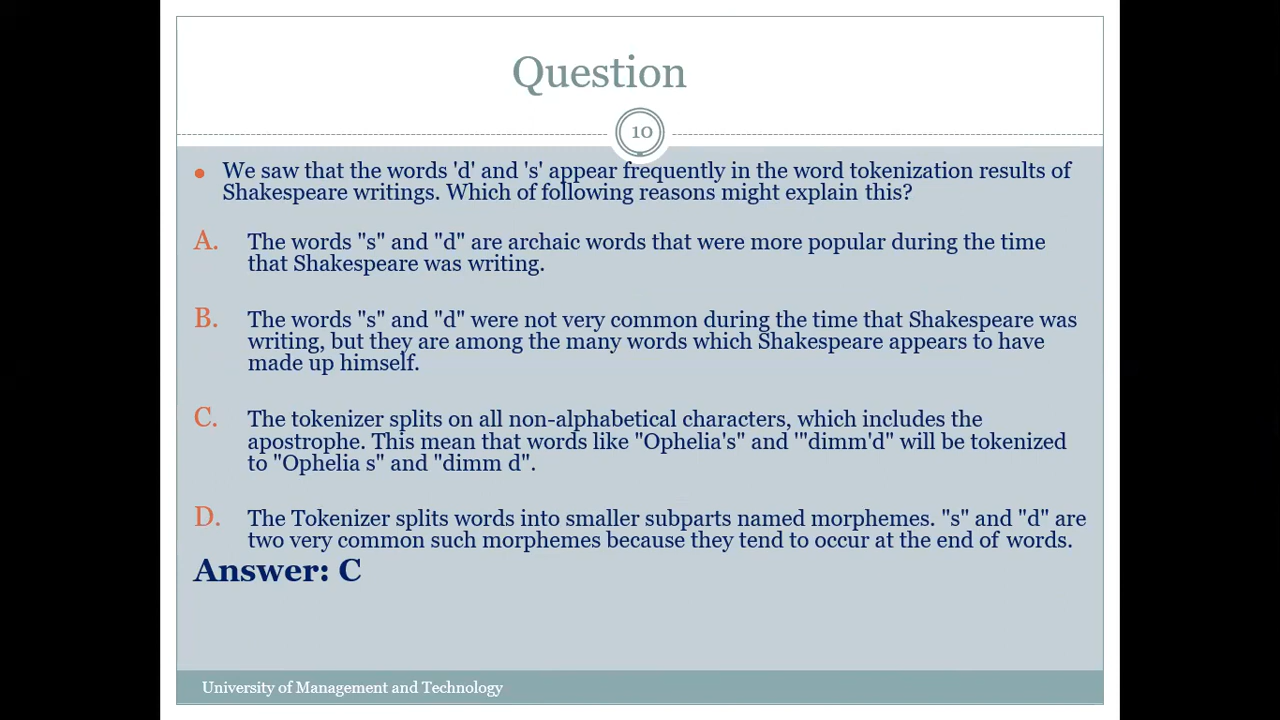 Question
10
• We saw that the words 'd' and 's' appear frequently in the word tokenization results of
Shakespeare writings. Which of following reasons might explain this?
A. The words "s" and "d" are archaic words that were more popular during the time
that Shakespeare was writing.
B. The words "s" and "d" were not very common during the time that Shakespeare was
writing, but they are among the many words which Shakespeare appears to have
made up himself.
C. The tokenizer splits on all non-alphabetical characters, which includes the
apostrophe. This mean that words like "Ophelia's" and '"dimm'd" will be tokenized
to "Ophelia s" and "dimm d".
D. The Tokenizer splits words into smaller subparts named morphemes. "s" and "d" are
two very common such morphemes because they tend to occur at the end of words.
Answer: C
University of Management and Technology